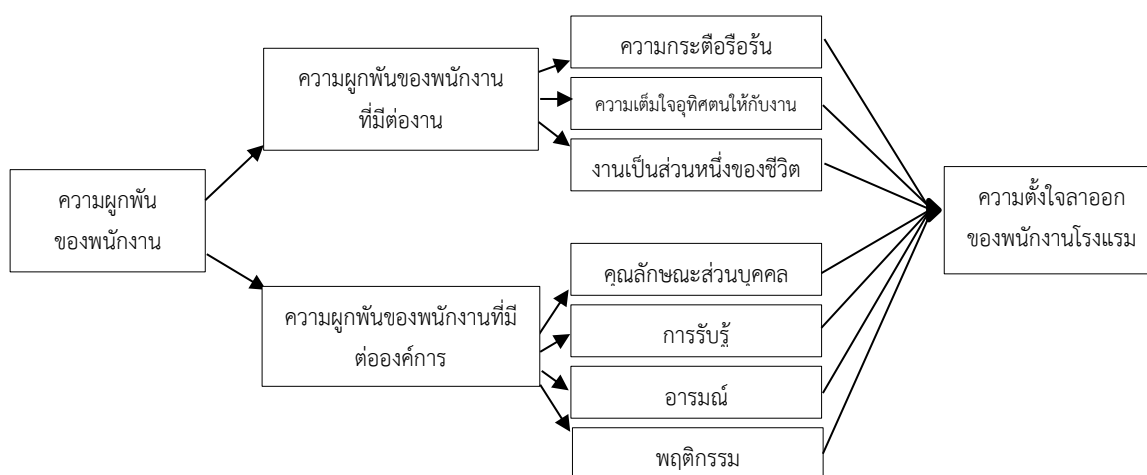 ความผูกพัน
ของพนักงาน
ความผูกพันของพนักงาน
ที่มีต่องาน
ความกระตือรือร้น
ความเต็มใจอุทิศตนให้กับงาน
งานเป็นส่วนหนึ่งของชีวิต
ความผูกพันของพนักงานที่มี
ต่อองค์การ
คุณลักษณะส่วนบุคคล
การรับรู้
อารมณ์
พฤติกรรม
ความตั้งใจลาออก
ของพนักงานโรงแรม